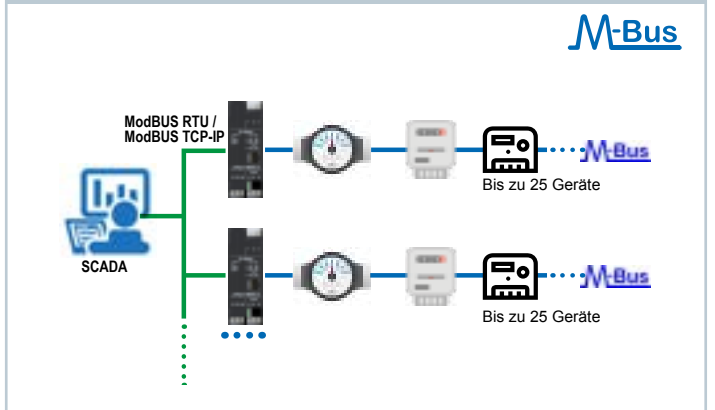 M-Bus
ModBUS RTU /
ModBUS TCP-IP
M-Bus
Bis zu 25 Geräte
SCADA
M-Bus
Bis zu 25 Geräte